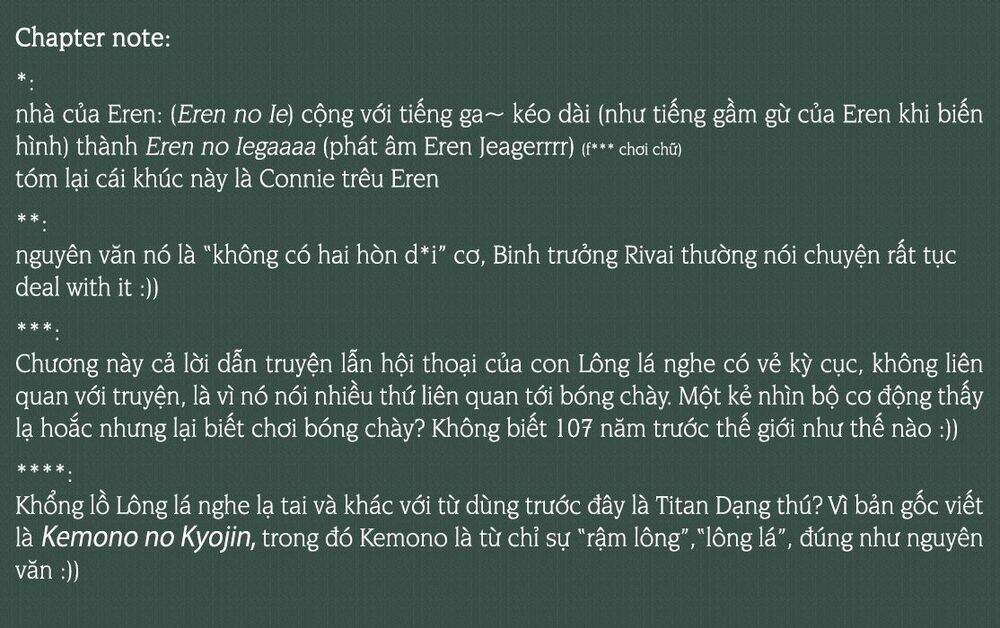 Chapter note:
*:
nhà của Eren: (Eren no Ie) cộng với tiếng ga~ kéo dài (như tiếng gầm gừ của Eren khi biến
hình) thành Eren no Iegaaaa (phát âm Eren Jeagerrrr) (f*** chơi chữ)
tóm lại cái khúc này là Connie trêu Eren
**:
nguyên văn nó là "không có hai hòn d*i" cơ, Binh trưởng Rivai thường nói chuyện rất tục
deal with it :))
***:
Chương này cả lời dẫn truyện lẫn hội thoại của con Lông lá nghe có vẻ kỳ cục, không liên
quan với truyện, là vì nó nói nhiều thứ liên quan tới bóng chày. Một kẻ nhìn bộ cơ động thấy
lạ hoắc nhưng lại biết chơi bóng chày? Không biết 107 năm trước thế giới như thế nào :))
****:
Khổng lồ Lông lá nghe lạ tai và khác với từ dùng trước đây là Titan Dạng thú? Vì bản gốc viết
là Kemono no Kyojin, trong đó Kemono là từ chỉ sự "rậm lông","lông lá", đúng như nguyên
văn :))